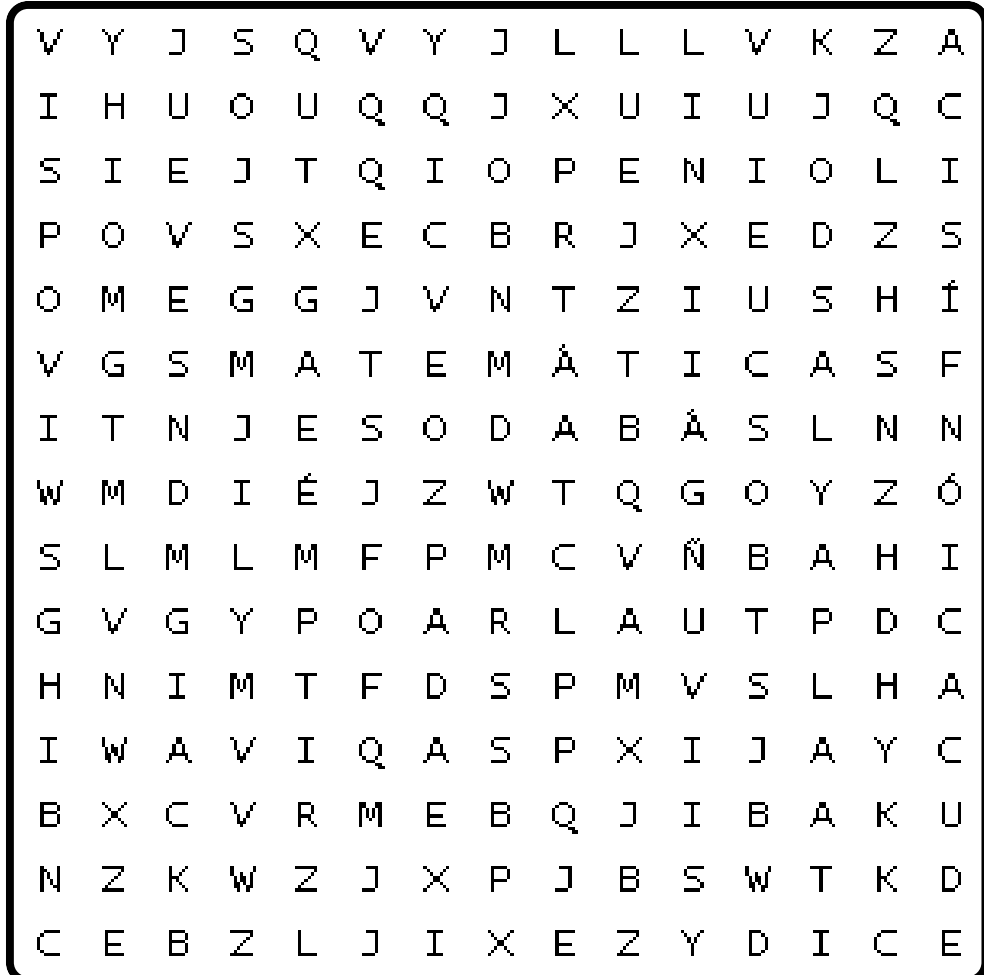 V Y J S Q V Y J L L L V K Z A
I H U O U Q Q J X U I U J Q C
S I E J T Q I O P E N I O L I
P O V S X E C B R J X E D Z S
O M E G G J V N T Z I U S H Í
V G S M A T E M Á T I C A S F
I T N J E S O D A B Á S L N N
W M D I É J Z W T Q G O Y Z Ó
S L M L M F P M C V Ñ B A H I
G V G Y P O A R L A U T P D C
H N I M T F D S P M V S L H A
I W A V I Q A S P X I J A Y C
B X C V R M E B Q J I B A K U
N Z K W Z J X P J B S W T K D
C E B Z L J I X E Z Y D I C E